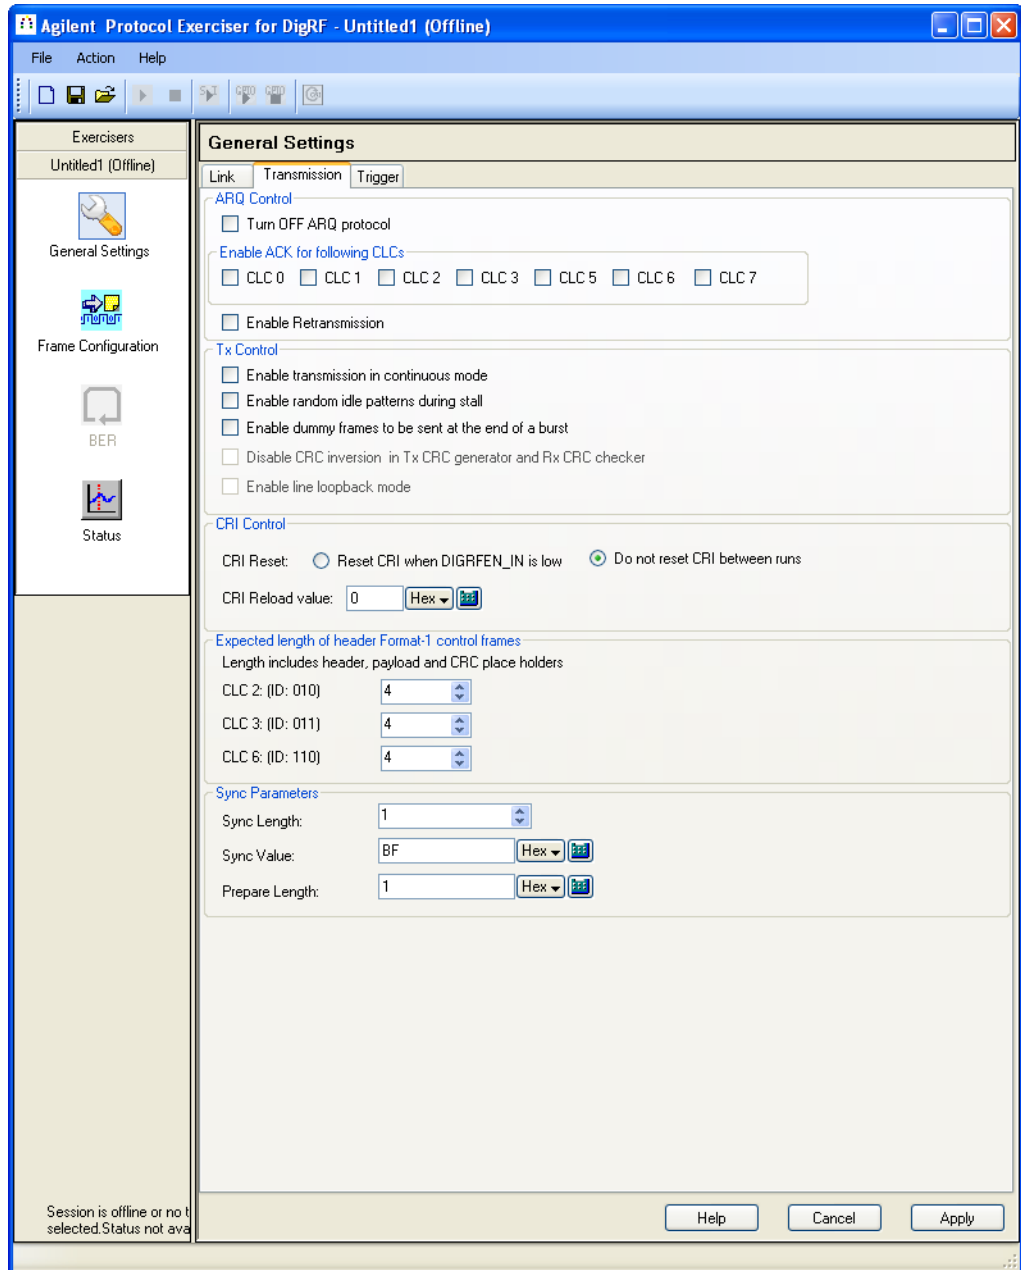 Agilent Protocol Exerciser for DigRF - Untitled1 (Offline)
File Action Help
Exercisers
Untitled1 (Offline)
General Settings
Frame Configuration
BER
Status
Session is offline or no t
selected.Status not ava
General Settings
Link Transmission Trigger
ARQ Control
Turn OFF ARQ protocol
Enable ACK for following CLCs
CLC 0 CLC 1 CLC 2 CLC 3 CLC 5 CLC 6 CLC 7
Enable Retransmission
Tx Control
Enable transmission in continuous mode
Enable random idle patterns during stall
Enable dummy frames to be sent at the end of a burst
Disable CRC inversion in Tx CRC generator and Rx CRC checker
Enable line loopback mode
CRI Control
CRI Reset: Reset CRI when DIGRFEN_IN is low Do not reset CRI between runs
CRI Reload value: 0 Hex
Expected length of header Format-1 control frames
Length includes header, payload and CRC place holders
CLC 2: (ID: 010) 4
CLC 3: (ID: 011) 4
CLC 6: (ID: 110) 4
Sync Parameters
Sync Length: 1
Sync Value: BF Hex
Prepare Length: 1 Hex
Help Cancel Apply